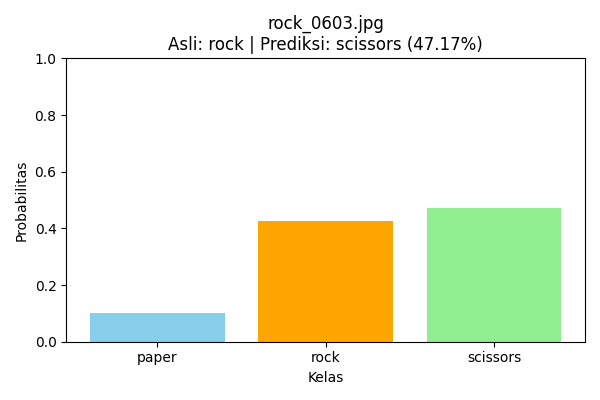 rock_0603.jpg
Asli: rock | Prediksi: scissors (47.17%)
1.0
0.8
0.6
0.4
0.2
0.0
Probabilitas
paper rock scissors
Kelas